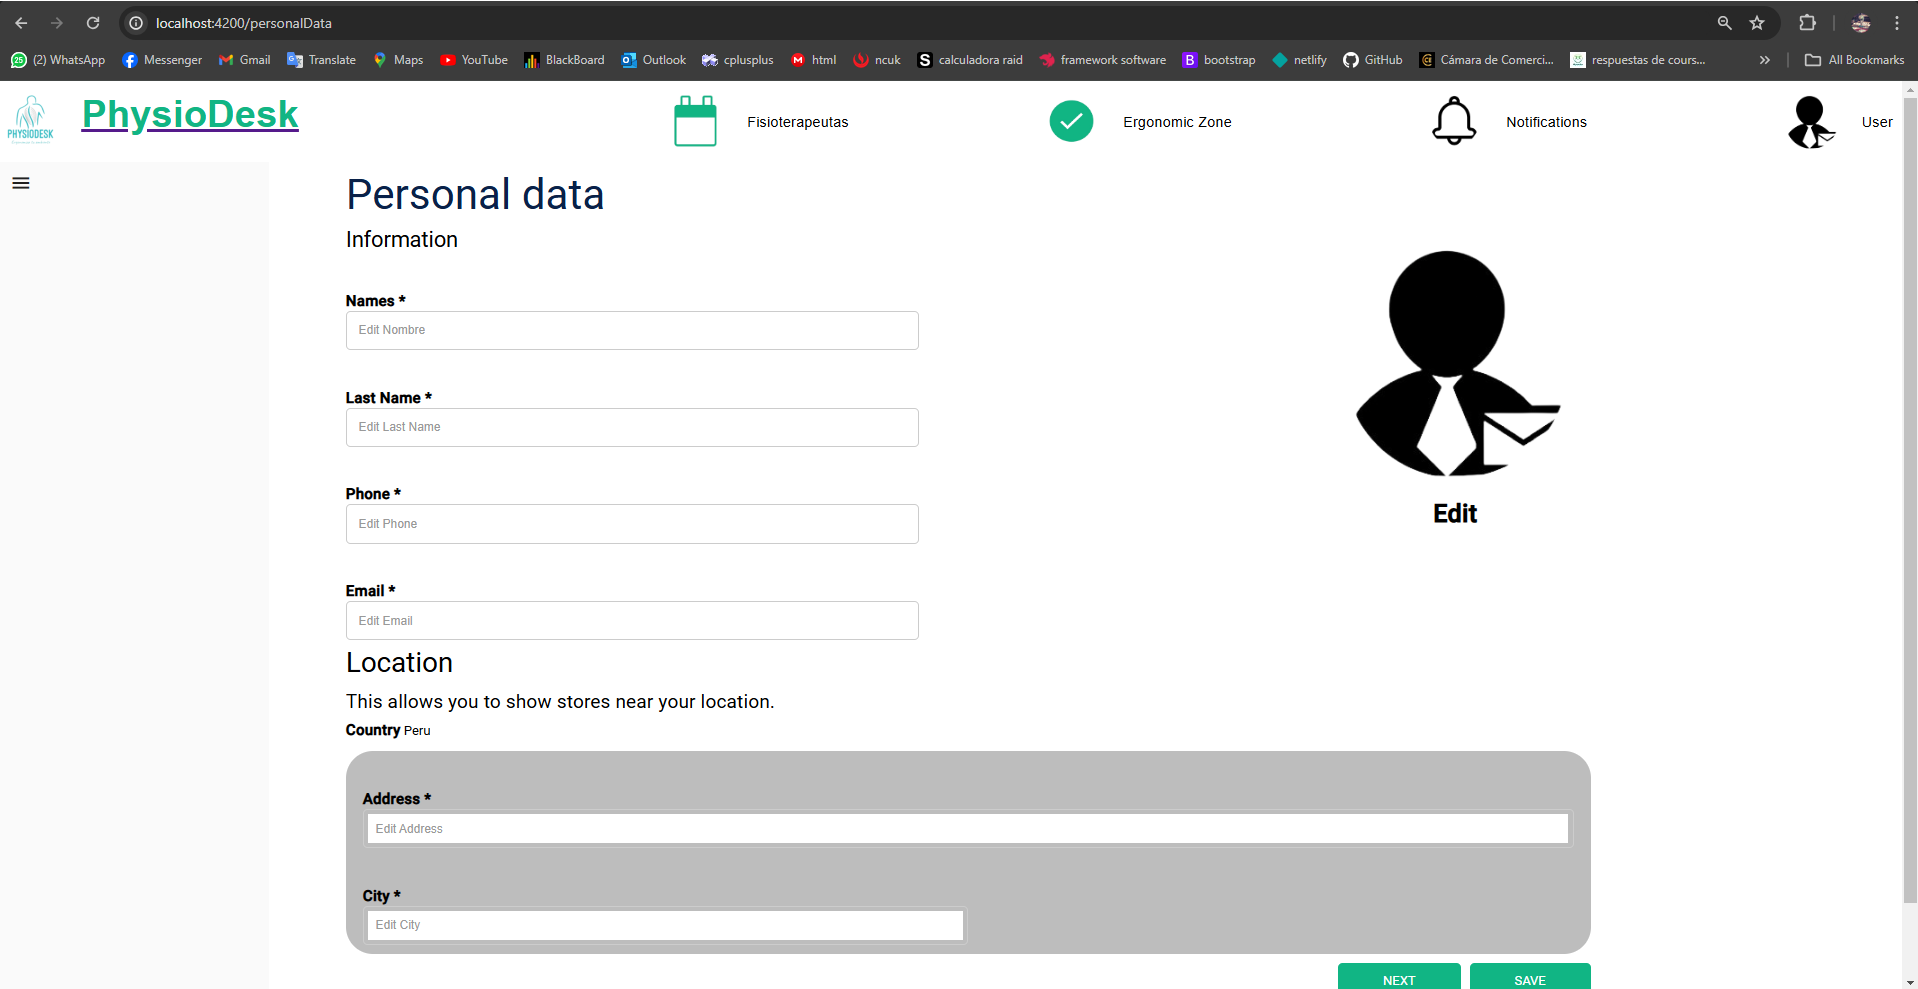 localhost:4200/personalData
(2) WhatsApp Messenger Gmail Translate Maps YouTube BlackBoard Outlook cplusplus html ncuk calculadora raid framework software bootstrap netlify GitHub Cámara de Comerci... respuestas de cours... » All Bookmarks
PHYSIODESK
PhysioDesk
Fisioterapeutas
Ergonomic Zone
Notifications
User
Personal data
Information
Names *
Edit Nombre
Last Name *
Edit Last Name
Phone *
Edit Phone
Edit
Email *
Edit Email
Location
This allows you to show stores near your location.
Country Peru
Address *
Edit Address
City *
Edit City
NEXT
SAVE